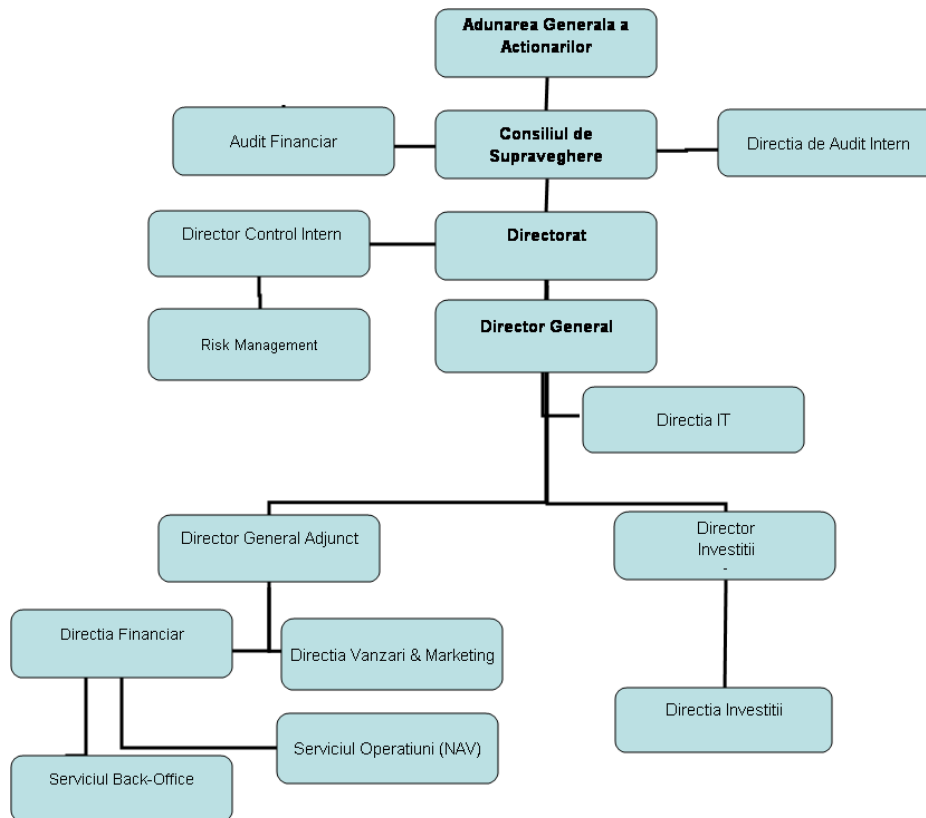 Adunarea Generala a
Actionarilor
Audit Financiar
Consiliul de
Supraveghere
Directia de Audit Intern
Director Control Intern
Directorat
Risk Management
Director General
Directia IT
Director General Adjunct
Director
Investitii
-
Directia Financiar
Directia Vanzari & Marketing
Directia Investitii
Serviciul Operatiuni (NAV)
Serviciul Back-Office